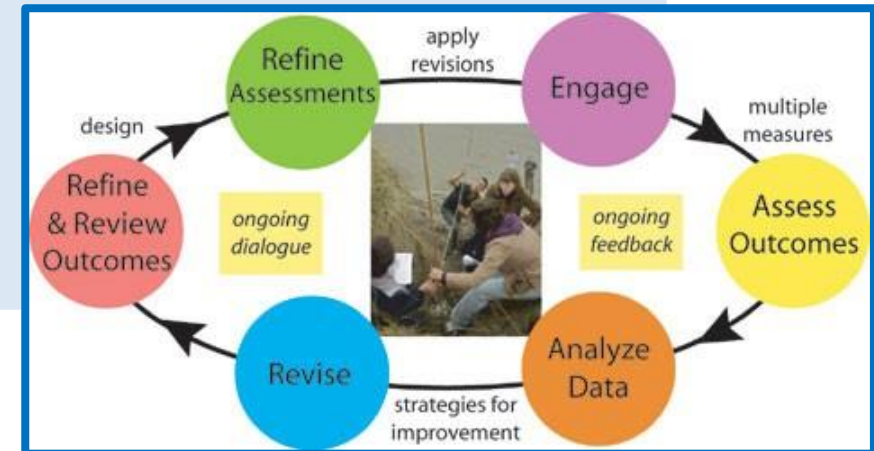 Refine
Assessments
apply
revisions
Engage
design
multiple
measures
Refine
& Review
Outcomes
ongoing
dialogue
ongoing
feedback
Assess
Outcomes
Revise
strategies for
improvement
Analyze
Data